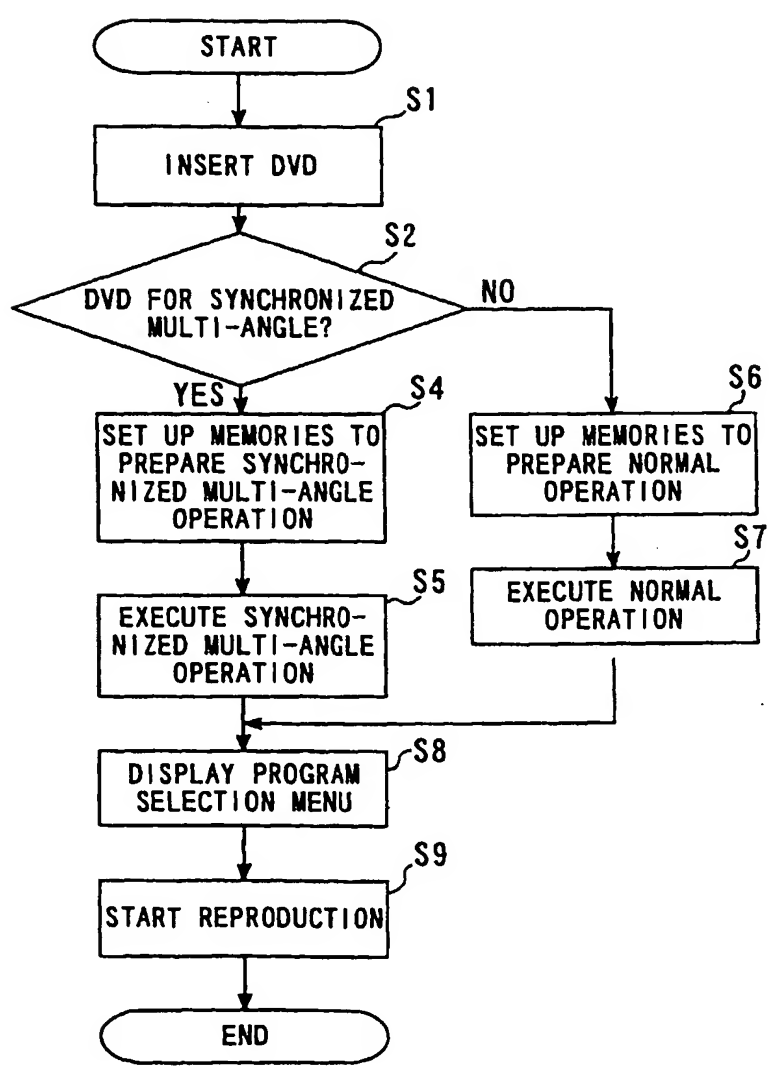 START
S1
INSERT DVD
S2
DVD FOR SYNCHRONIZED
MULTI-ANGLE?
NO
YES
S4
SET UP MEMORIES TO
PREPARE SYNCHRO-
NIZED MULTI-ANGLE
OPERATION
S6
SET UP MEMORIES TO
PREPARE NORMAL
OPERATION
S5
EXECUTE SYNCHRO-
NIZED MULTI-ANGLE
OPERATION
S7
EXECUTE NORMAL
OPERATION
S8
DISPLAY PROGRAM
SELECTION MENU
S9
START REPRODUCTION
END